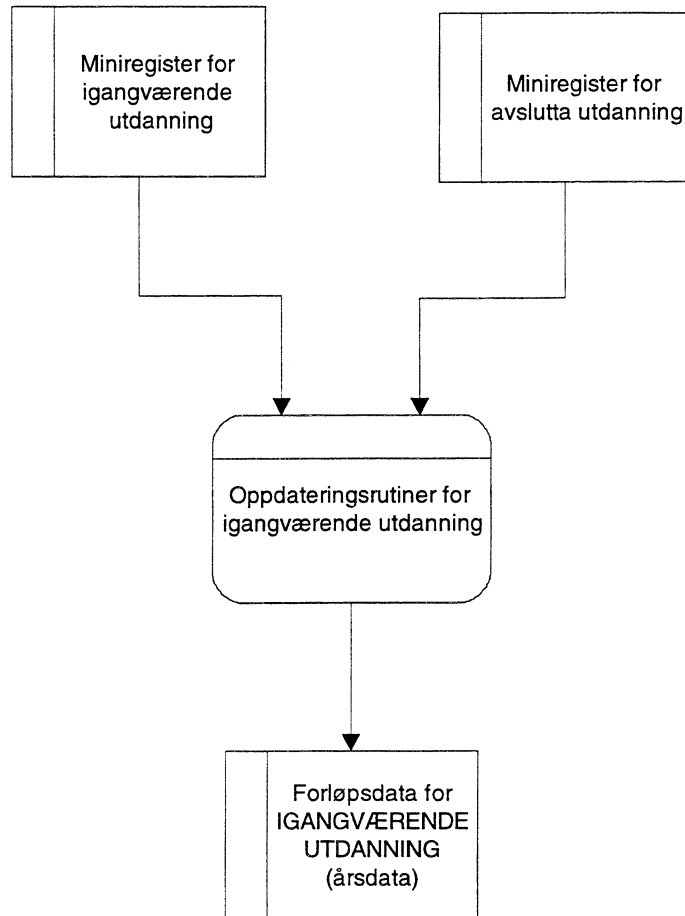 Miniregister for
igangværende
utdanning
Miniregister for
avslutta utdanning
Oppdateringsrutiner for
igangværende utdanning
Forløpsdata for
IGANGVÆRENDE
UTDANNING
(årsdata)